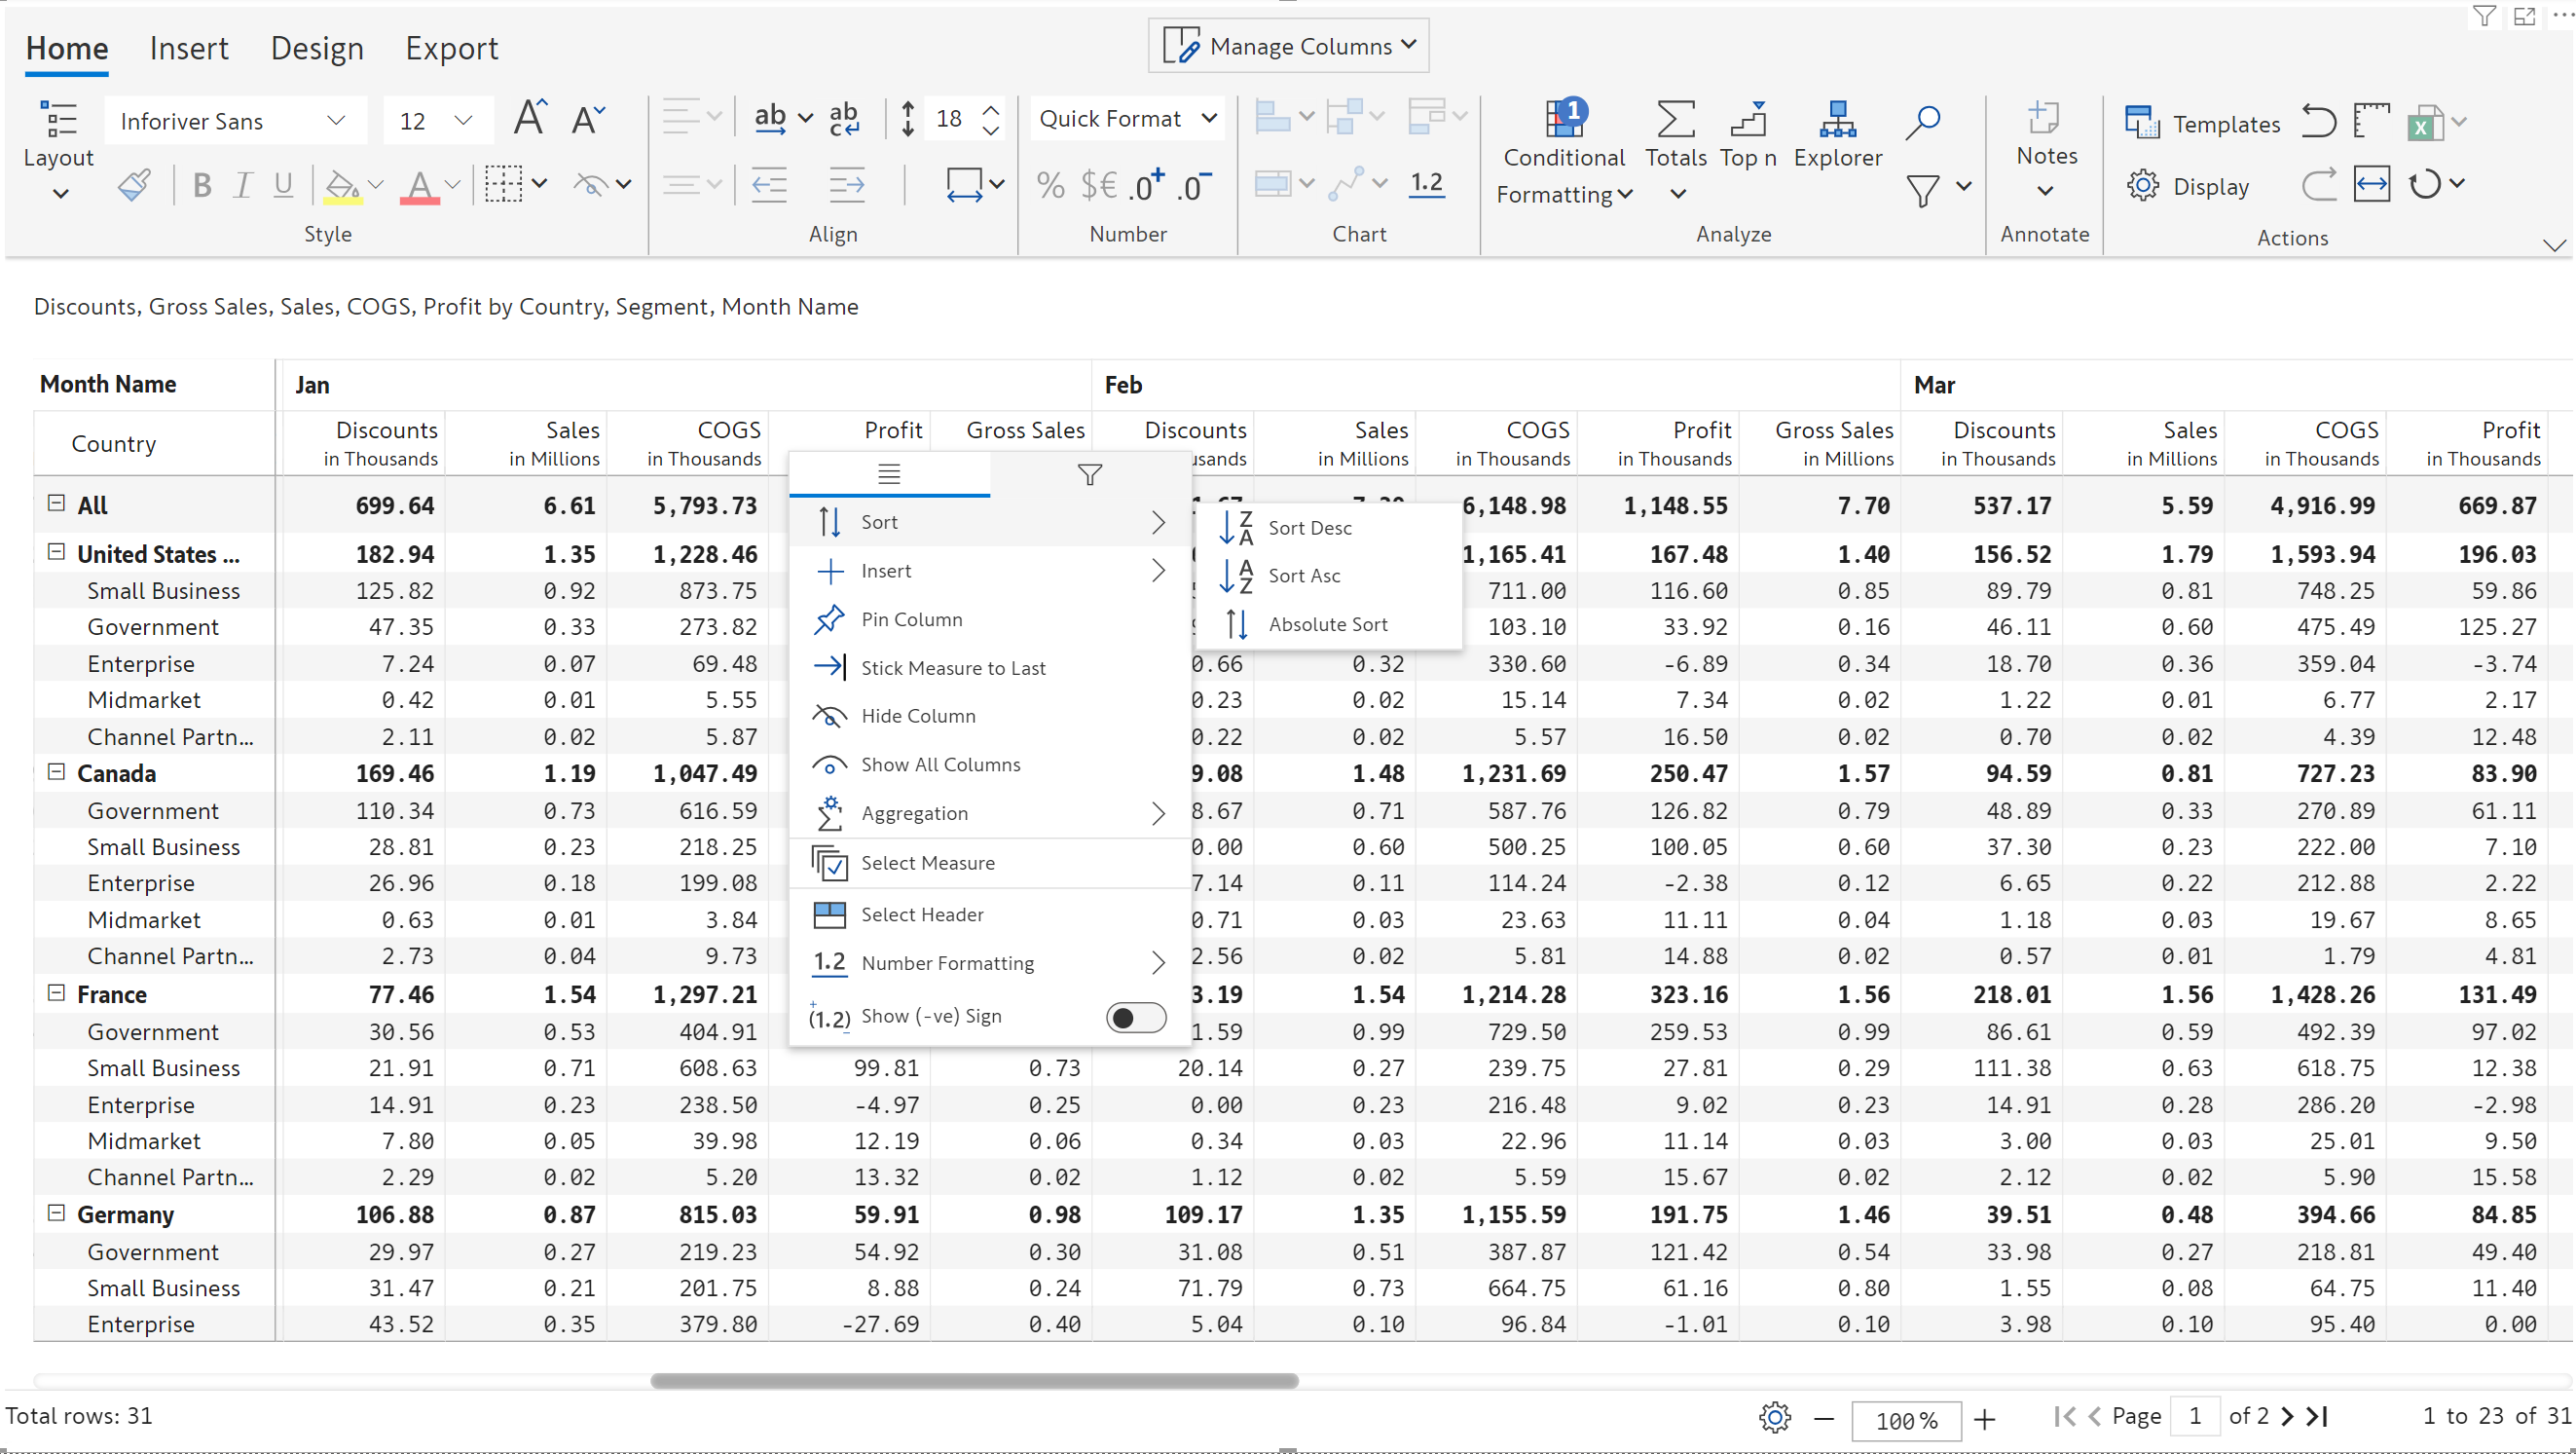 Home Insert Design Export Manage Columns
Inforiver Sans 12 A A ab ab 18 Quick Format 1 Templates
Layout Conditional Totals Top n Explorer Notes
B I U A % $€ .0+ .0- 1.2 Formatting Display
Style Align Number Chart Analyze Annotate Actions
Discounts, Gross Sales, Sales, COGS, Profit by Country, Segment, Month Name
Month Name Jan Feb Mar
Country Discounts Sales COGS Profit Gross Sales Discounts Sales COGS Profit Gross Sales Discounts Sales COGS Profit
in Thousands in Millions in Thousands usands in Millions in Thousands in Thousands in Millions in Thousands in Millions in Thousands in Thousands
All 699.64 6.61 5,793.73 6,148.98 1,148.55 7.70 537.17 5.59 4,916.99 669.87
United States ... 182.94 1.35 1,228.46 1,165.41 167.48 1.40 156.52 1.79 1,593.94 196.03
Small Business 125.82 0.92 873.75 711.00 116.60 0.85 89.79 0.81 748.25 59.86
Government 47.35 0.33 273.82 103.10 33.92 0.16 46.11 0.60 475.49 125.27
Enterprise 7.24 0.07 69.48 0.66 0.32 330.60 -6.89 0.34 18.70 0.36 359.04 -3.74
Midmarket 0.42 0.01 5.55 0.23 0.02 15.14 7.34 0.02 1.22 0.01 6.77 2.17
Channel Partn... 2.11 0.02 5.87 0.22 0.02 5.57 16.50 0.02 0.70 0.02 4.39 12.48
Canada 169.46 1.19 1,047.49 9.08 1.48 1,231.69 250.47 1.57 94.59 0.81 727.23 83.90
Government 110.34 0.73 616.59 8.67 0.71 587.76 126.82 0.79 48.89 0.33 270.89 61.11
Small Business 28.81 0.23 218.25 0.00 0.60 500.25 100.05 0.60 37.30 0.23 222.00 7.10
Enterprise 26.96 0.18 199.08 7.14 0.11 114.24 -2.38 0.12 6.65 0.22 212.88 2.22
Midmarket 0.63 0.01 3.84 0.71 0.03 23.63 11.11 0.04 1.18 0.03 19.67 8.65
Channel Partn... 2.73 0.04 9.73 2.56 0.02 5.81 14.88 0.02 0.57 0.01 1.79 4.81
France 77.46 1.54 1,297.21 3.19 1.54 1,214.28 323.16 1.56 218.01 1.56 1,428.26 131.49
Government 30.56 0.53 404.91 1.59 0.99 729.50 259.53 0.99 86.61 0.59 492.39 97.02
Small Business 21.91 0.71 608.63 99.81 0.73 20.14 0.27 239.75 27.81 0.29 111.38 0.63 618.75 12.38
Enterprise 14.91 0.23 238.50 -4.97 0.25 0.00 0.23 216.48 9.02 0.23 14.91 0.28 286.20 -2.98
Midmarket 7.80 0.05 39.98 12.19 0.06 0.34 0.03 22.96 11.14 0.03 3.00 0.03 25.01 9.50
Channel Partn... 2.29 0.02 5.20 13.32 0.02 1.12 0.02 5.59 15.67 0.02 2.12 0.02 5.90 15.58
Germany 106.88 0.87 815.03 59.91 0.98 109.17 1.35 1,155.59 191.75 1.46 39.51 0.48 394.66 84.85
Government 29.97 0.27 219.23 54.92 0.30 31.08 0.51 387.87 121.42 0.54 33.98 0.27 218.81 49.40
Small Business 31.47 0.21 201.75 8.88 0.24 71.79 0.73 664.75 61.16 0.80 1.55 0.08 64.75 11.40
Enterprise 43.52 0.35 379.80 -27.69 0.40 5.04 0.10 96.84 -1.01 0.10 3.98 0.10 95.40 0.00
Sort
Insert
Pin Column
Stick Measure to Last
Hide Column
Show All Columns
Aggregation
Select Measure
Select Header
1.2 Number Formatting
(1.2) Show (-ve) Sign
Sort Desc
Sort Asc
Absolute Sort
Total rows: 31 100 % Page 1 of 2 1 to 23 of 31